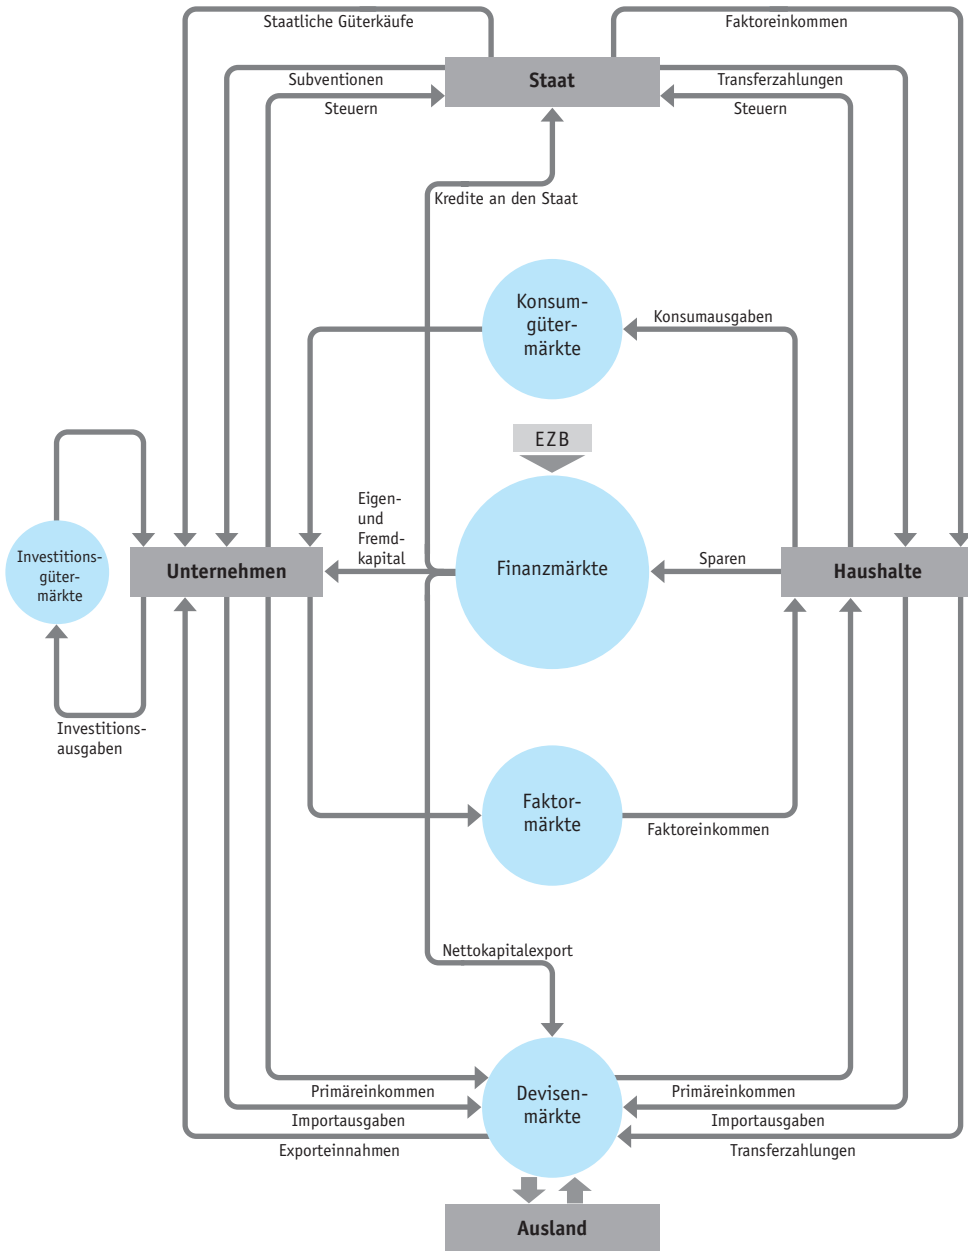 Staatliche Güterkäufe
Faktoreinkommen
Subventionen
Staat
Transferzahlungen
Steuern
Steuern
Kredite an den Staat
Konsum-
güter-
märkte
Konsumausgaben
EZB
Eigen-
und
Fremd-
kapital
Investitions-
güter-
märkte
Unternehmen
Finanzmärkte
Sparen
Haushalte
Investitions-
ausgaben
Faktor-
märkte
Faktoreinkommen
Nettokapitalexport
Primäreinkommen
Devisen-
märkte
Primäreinkommen
Importausgaben
Importausgaben
Exporteinnahmen
Transferzahlungen
Ausland